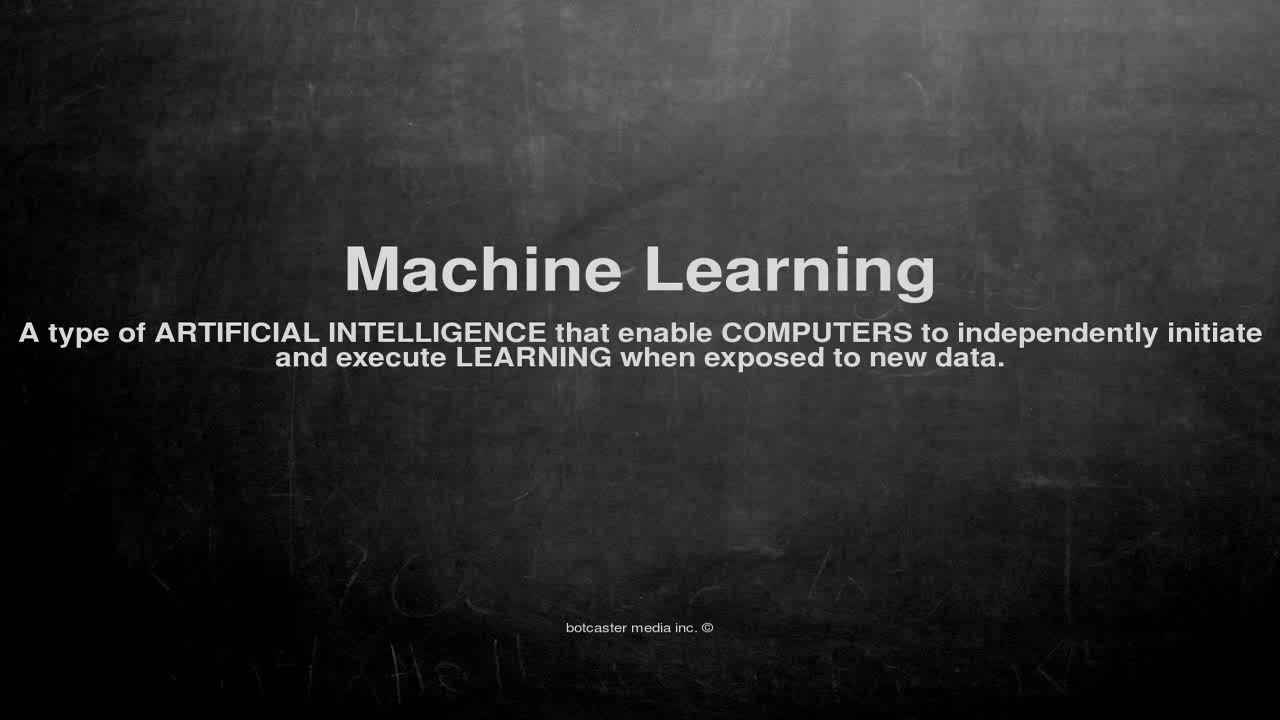 Machine Learning
A type of ARTIFICIAL INTELLIGENCE that enable COMPUTERS to independently initiate
and execute LEARNING when exposed to new data.
botcaster media inc. ©